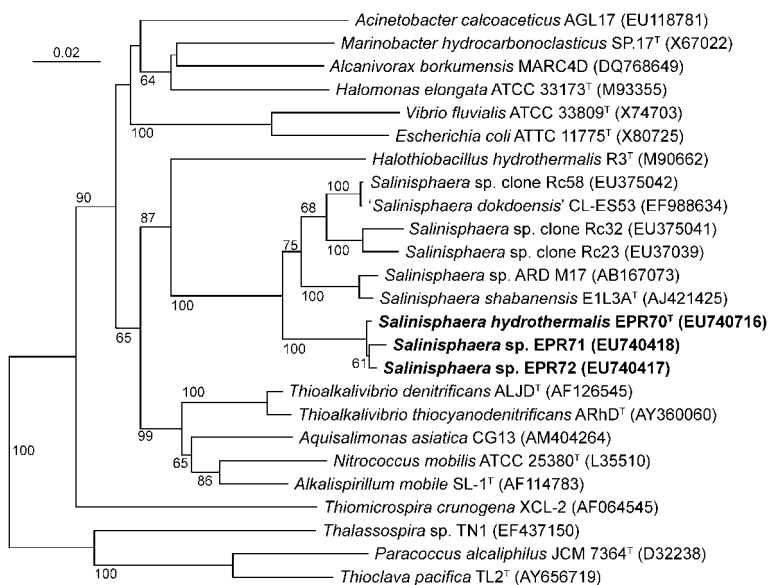 Acinetobacter calcoaceticus AGL17 (EU118781)
0.02
Marinobacter hydrocarbonoclasticus SP.17ᵀ (X67022)
Alcanivorax borkumensis MARC4D (DQ768649)
64
Halomonas elongata ATCC 33173ᵀ (M93355)
Vibrio fluvialis ATCC 33809ᵀ (X74703)
100
Escherichia coli ATTC 11775ᵀ (X80725)
Halothiobacillus hydrothermalis R3ᵀ (M90662)
100
Salinisphaera sp. clone Rc58 (EU375042)
90
'Salinisphaera dokdoensis' CL-ES53 (EF988634)
87
68
Salinisphaera sp. clone Rc32 (EU375041)
75
100
Salinisphaera sp. clone Rc23 (EU37039)
Salinisphaera sp. ARD M17 (AB167073)
100
100
Salinisphaera shabanensis E1L3Aᵀ (AJ421425)
Salinisphaera hydrothermalis EPR70ᵀ (EU740716)
65
100
Salinisphaera sp. EPR71 (EU740418)
61
Salinisphaera sp. EPR72 (EU740417)
100
Thioalkalivibrio denitrificans ALJDᵀ (AF126545)
Thioalkalivibrio thiocyanodenitrificans ARhDᵀ (AY360060)
99
Aquisalimonas asiatica CG13 (AM404264)
100
65
Nitrococcus mobilis ATCC 25380ᵀ (L35510)
86
Alkalispirillum mobile SL-1ᵀ (AF114783)
Thiomicrospira crunogena XCL-2 (AF064545)
Thalassospira sp. TN1 (EF437150)
Paracoccus alcaliphilus JCM 7364ᵀ (D32238)
100
Thioclava pacifica TL2ᵀ (AY656719)